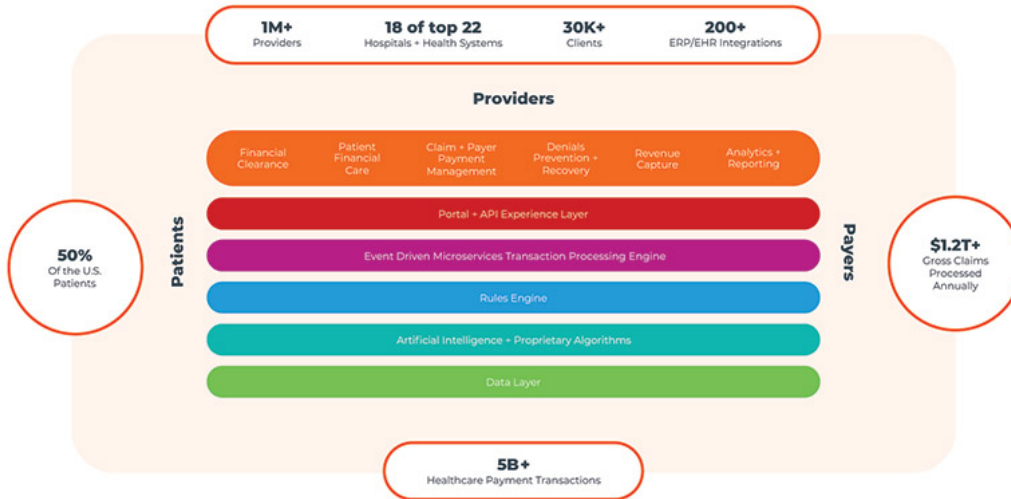 1M+
Providers
18 of top 22
Hospitals + Health Systems
30K+
Clients
200+
ERP/EHR Integrations
Providers
Financial
Clearance
Patient
Financial
Care
Claim + Payer
Payment
Management
Denials
Prevention +
Recovery
Revenue
Capture
Analytics +
Reporting
Portal + API Experience Layer
Event Driven Microservices Transaction Processing Engine
Rules Engine
Artificial Intelligence + Proprietary Algorithms
Data Layer
Patients
50%
Of the U.S.
Patients
Payers
$1.2T+
Gross Claims
Processed
Annually
5B+
Healthcare Payment Transactions